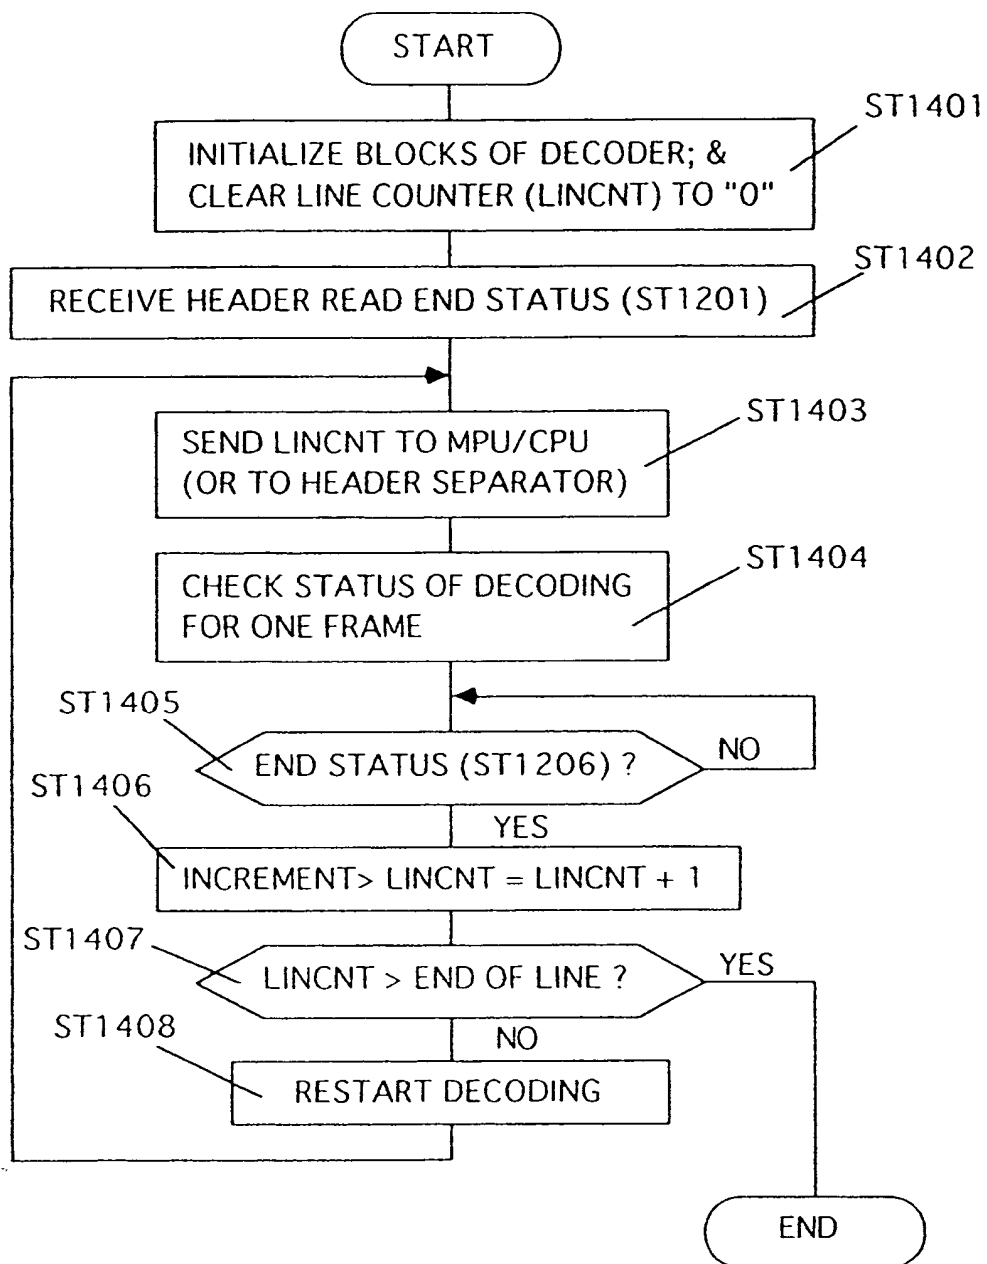 START
ST1401
INITIALIZE BLOCKS OF DECODER; &
CLEAR LINE COUNTER (LINCNT) TO "0"
ST1402
RECEIVE HEADER READ END STATUS (ST1201)
ST1403
SEND LINCNT TO MPU/CPU
(OR TO HEADER SEPARATOR)
ST1404
CHECK STATUS OF DECODING
FOR ONE FRAME
ST1405
END STATUS (ST1206) ?
NO
ST1406
YES
INCREMENT> LINCNT = LINCNT + 1
ST1407
LINCNT > END OF LINE ?
YES
ST1408
NO
RESTART DECODING
END